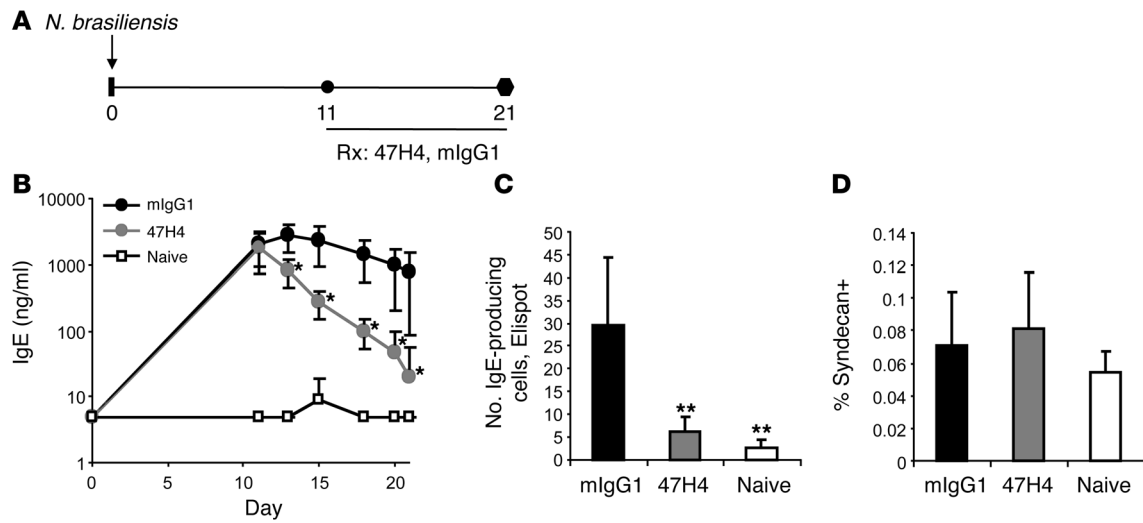 A N. brasiliensis
0 11 21
Rx: 47H4, mIgG1
B
IgE (ng/ml)
10000
1000
100
10
1
mIgG1
47H4
Naive
*
*
*
*
*
0 5 10 15 20
Day
C
No. IgE-producing
cells, Elispot
50
45
40
35
30
25
20
15
10
5
0
**
**
mIgG1 47H4 Naive
D
% Syndecan+
0.14
0.12
0.1
0.08
0.06
0.04
0.02
0
mIgG1 47H4 Naive